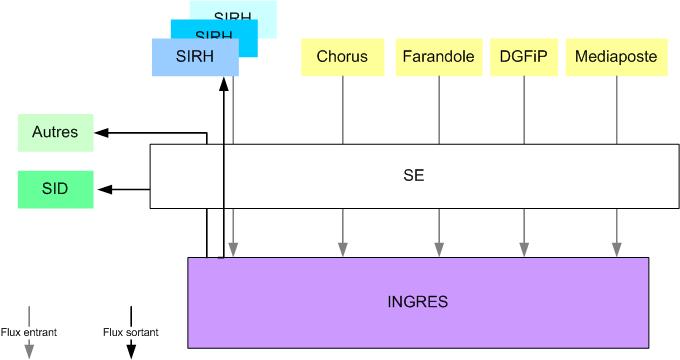 SIRH
SIRH
SIRH
Chorus
Farandole
DGFiP
Mediaposte
Autres
SE
SID
INGRES
Flux entrant
Flux sortant